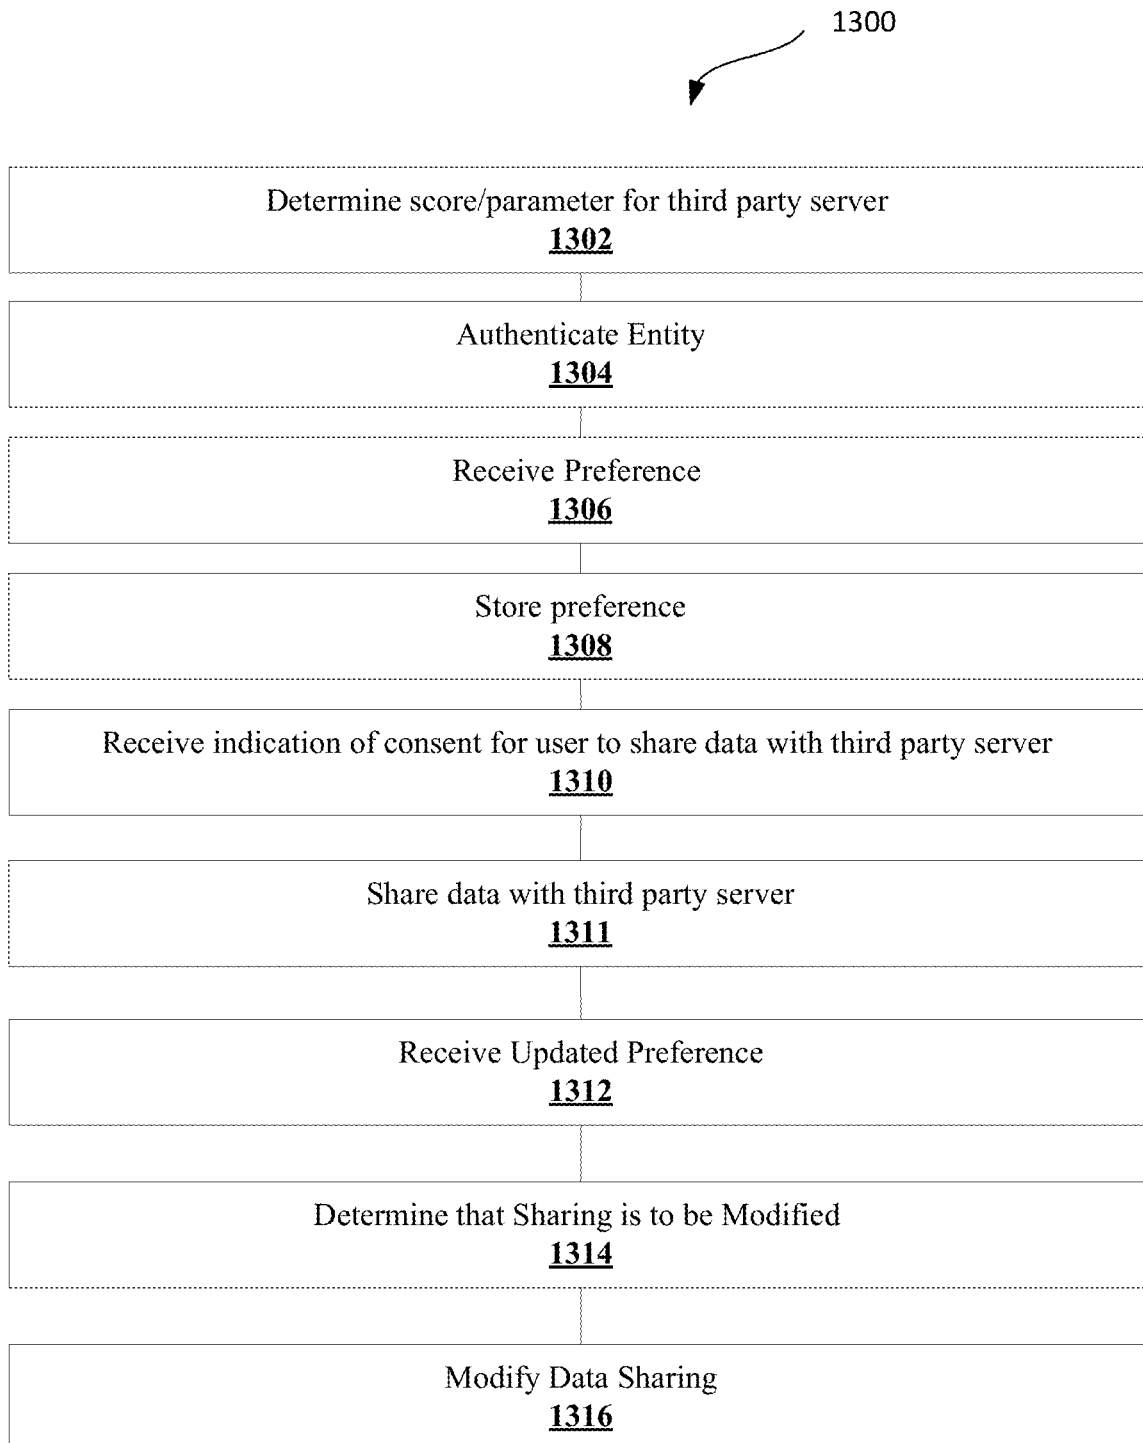 1300
Determine score/parameter for third party server
1302
Authenticate Entity
1304
Receive Preference
1306
Store preference
1308
Receive indication of consent for user to share data with third party server
1310
Share data with third party server
1311
Receive Updated Preference
1312
Determine that Sharing is to be Modified
1314
Modify Data Sharing
1316